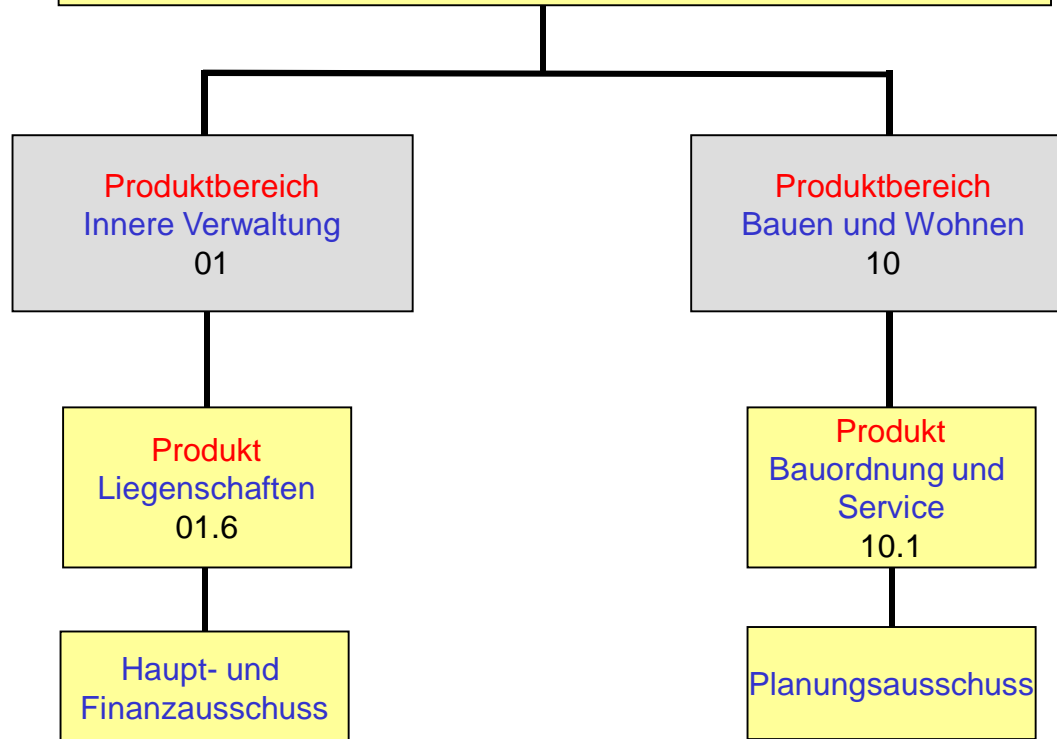 Produktbereich
Innere Verwaltung
01
Produktbereich
Bauen und Wohnen
10
Produkt
Liegenschaften
01.6
Produkt
Bauordnung und
Service
10.1
Haupt- und
Finanzausschuss
Planungsausschuss